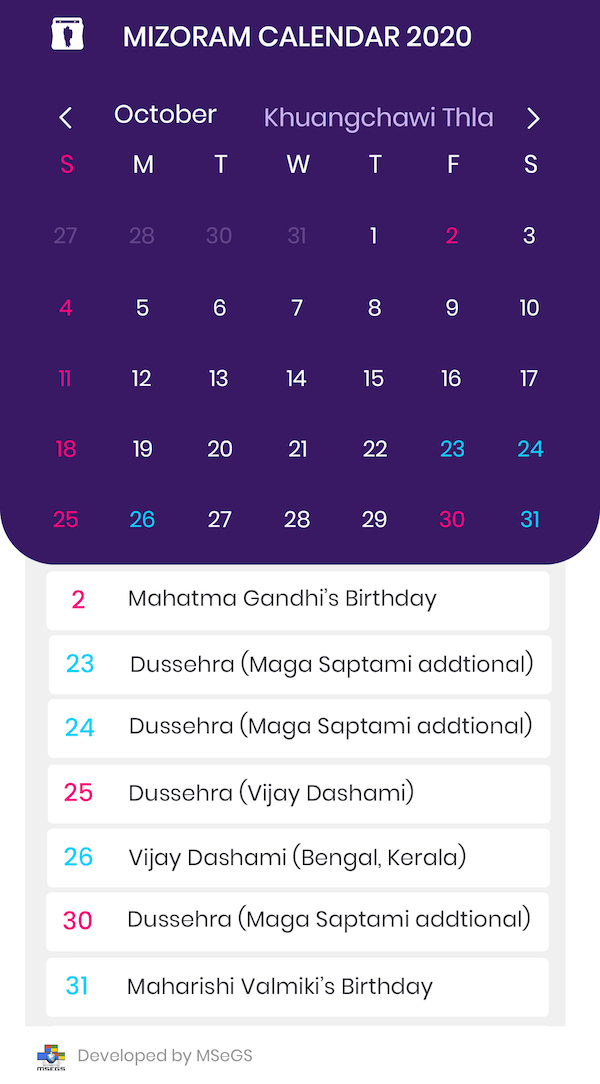 MIZORAM CALENDAR 2020
October Khuangchawi Thla
S M T W T F S
27 28 30 31 1 2 3
4 5 6 7 8 9 10
11 12 13 14 15 16 17
18 19 20 21 22 23 24
25 26 27 28 29 30 31
2 Mahatma Gandhi's Birthday
23 Dussehra (Maga Saptami addtional)
24 Dussehra (Maga Saptami addtional)
25 Dussehra (Vijay Dashami)
26 Vijay Dashami (Bengal, Kerala)
30 Dussehra (Maga Saptami addtional)
31 Maharishi Valmiki's Birthday
MSEGS Developed by MSeGS